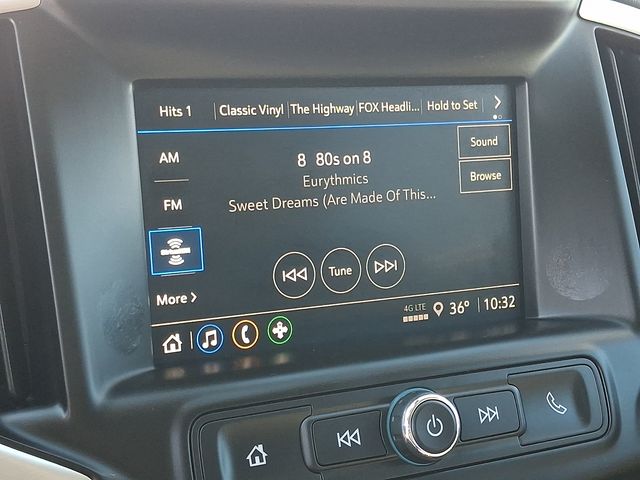 Hits 1 Classic Vinyl The Highway FOX Headli... Hold to Set
AM
FM
More
8 80s on 8
Eurythmics
Sweet Dreams (Are Made Of This...
Sound
Browse
Tune
4G LTE 36° 10:32